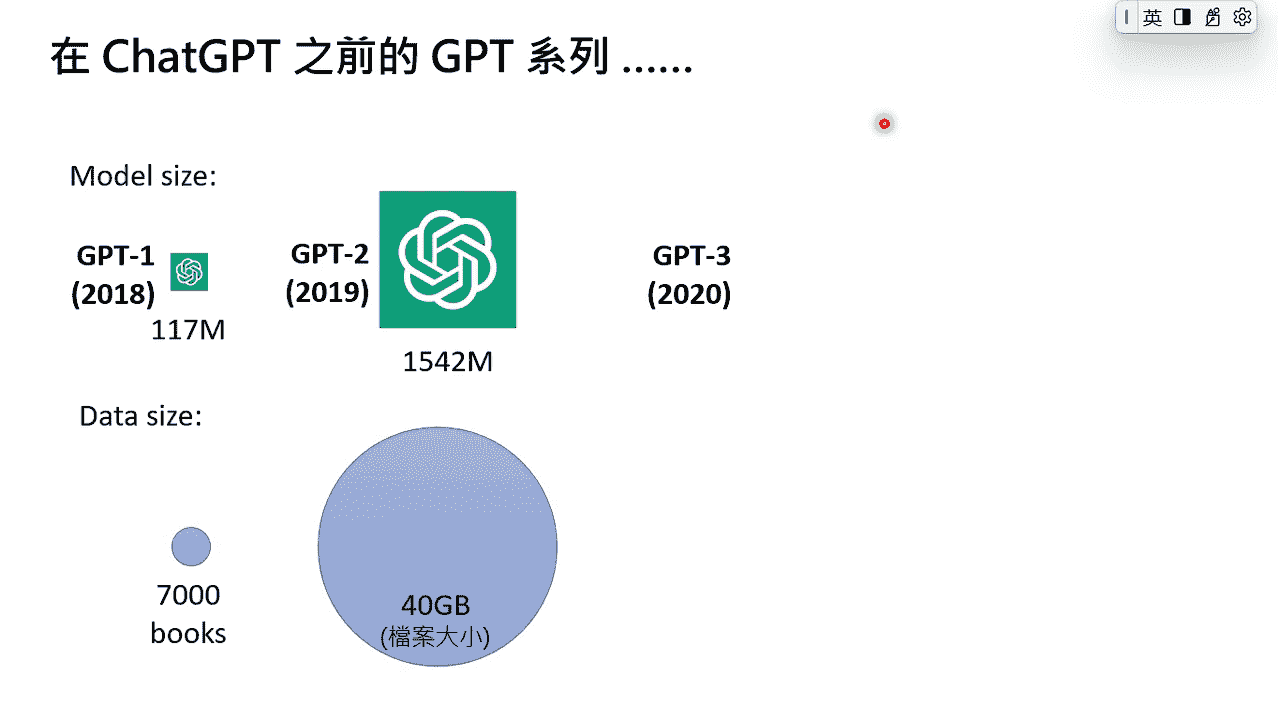 在 ChatGPT 之前的 GPT 系列 ......
英
Model size:
GPT-1
(2018)
117M
GPT-2
(2019)
1542M
GPT-3
(2020)
Data size:
7000
books
40GB
(檔案大小)